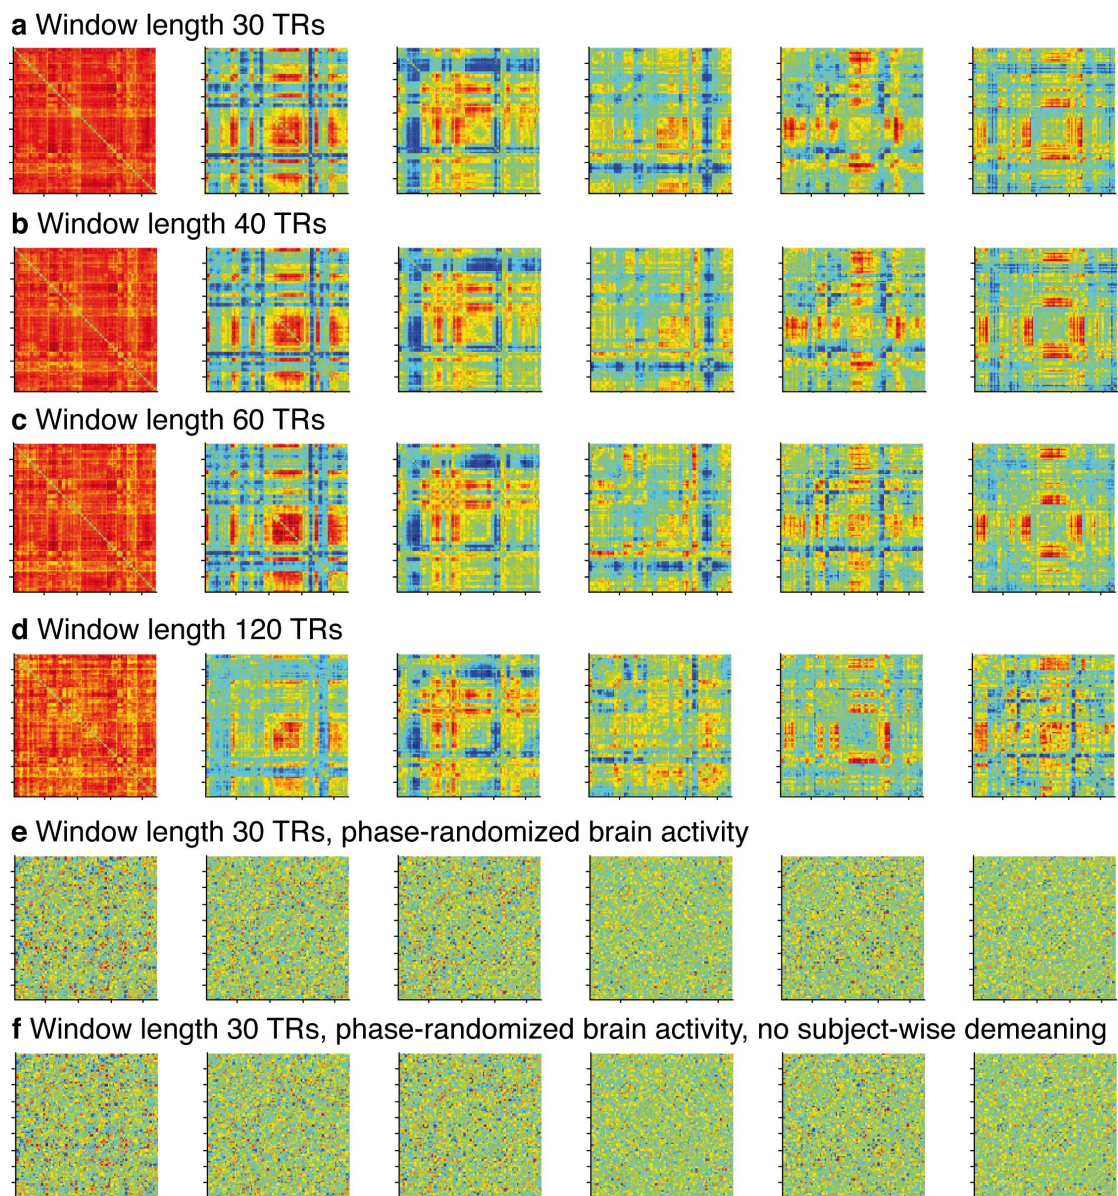 a Window length 30 TRs
b Window length 40 TRs
c Window length 60 TRs
d Window length 120 TRs
e Window length 30 TRs, phase-randomized brain activity
f Window length 30 TRs, phase-randomized brain activity, no subject-wise demeaning